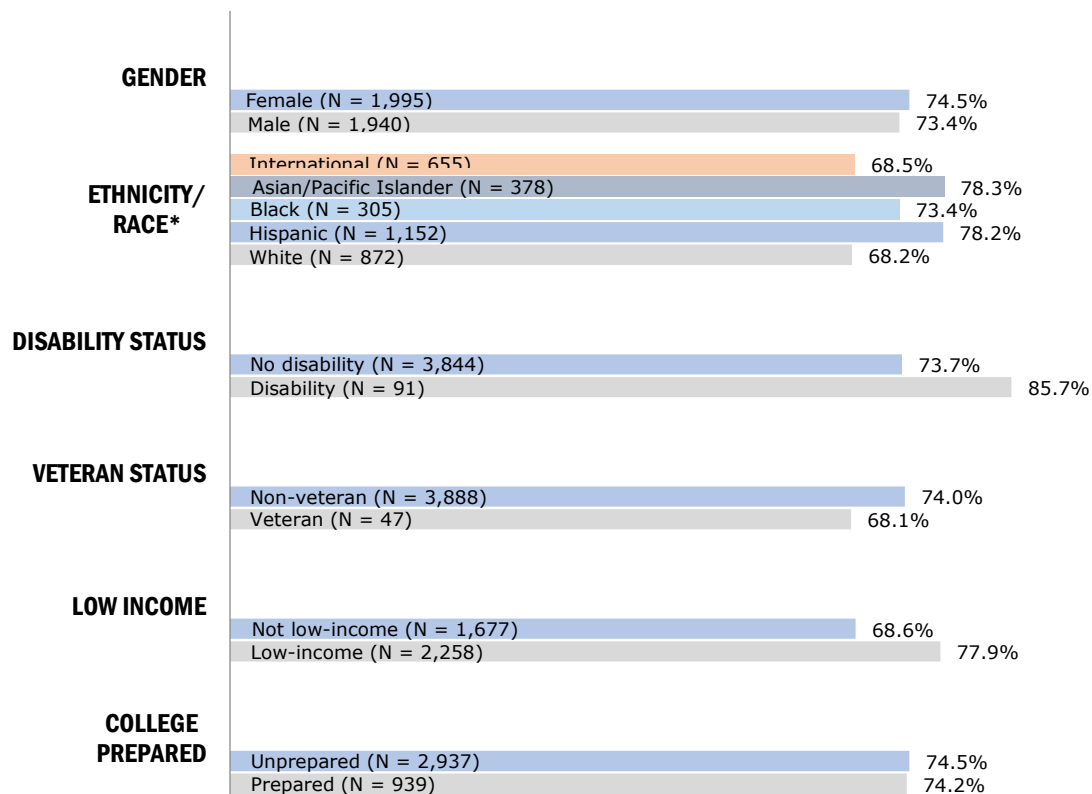 GENDER
Female (N = 1,995) 74.5%
Male (N = 1,940) 73.4%
International (N = 655) 68.5%
ETHNICITY/
RACE*
Asian/Pacific Islander (N = 378) 78.3%
Black (N = 305) 73.4%
Hispanic (N = 1,152) 78.2%
White (N = 872) 68.2%
DISABILITY STATUS
No disability (N = 3,844) 73.7%
Disability (N = 91) 85.7%
VETERAN STATUS
Non-veteran (N = 3,888) 74.0%
Veteran (N = 47) 68.1%
LOW INCOME
Not low-income (N = 1,677) 68.6%
Low-income (N = 2,258) 77.9%
COLLEGE
PREPARED
Unprepared (N = 2,937) 74.5%
Prepared (N = 939) 74.2%